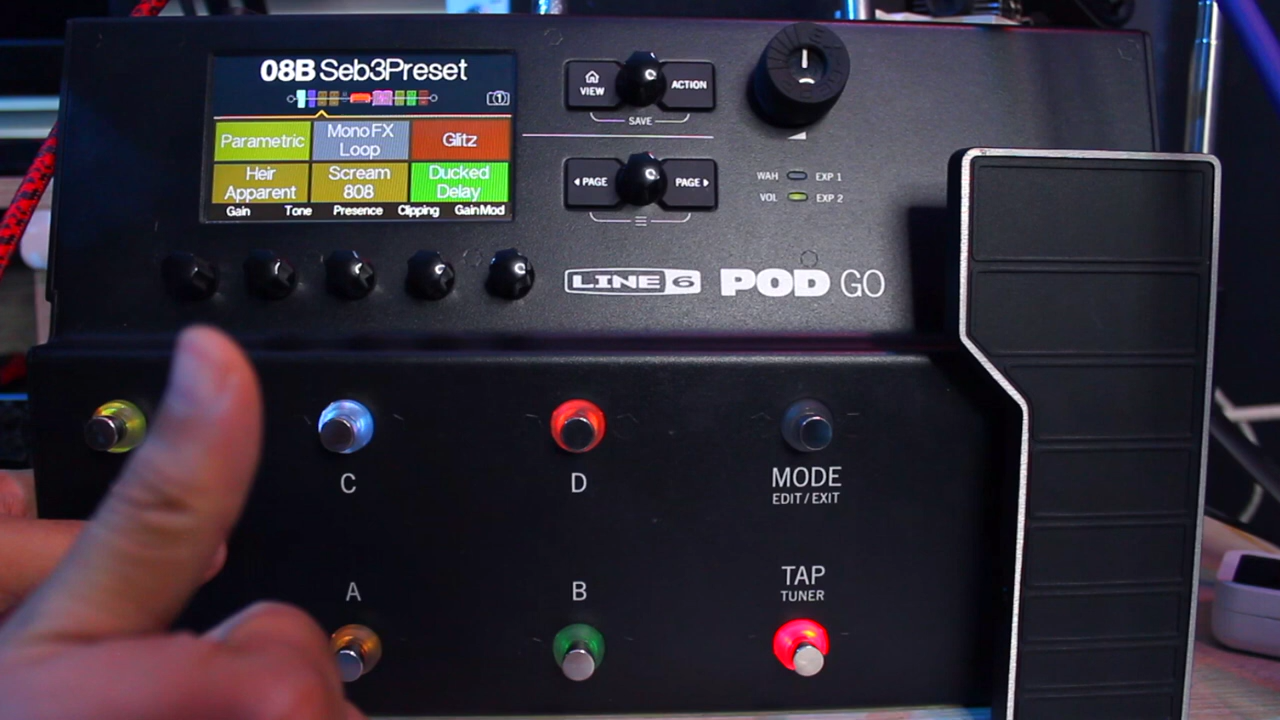 08B Seb3Preset
1
Parametric
Mono FX
Loop
Glitz
Heir
Apparent
Scream
808
Ducked
Delay
Gain Tone Presence Clipping GainMod
VIEW
ACTION
SAVE
PAGE
PAGE
WAH EXP 1
VOL EXP 2
LINE 6 POD GO
C
D
MODE
EDIT / EXIT
A
B
TAP
TUNER